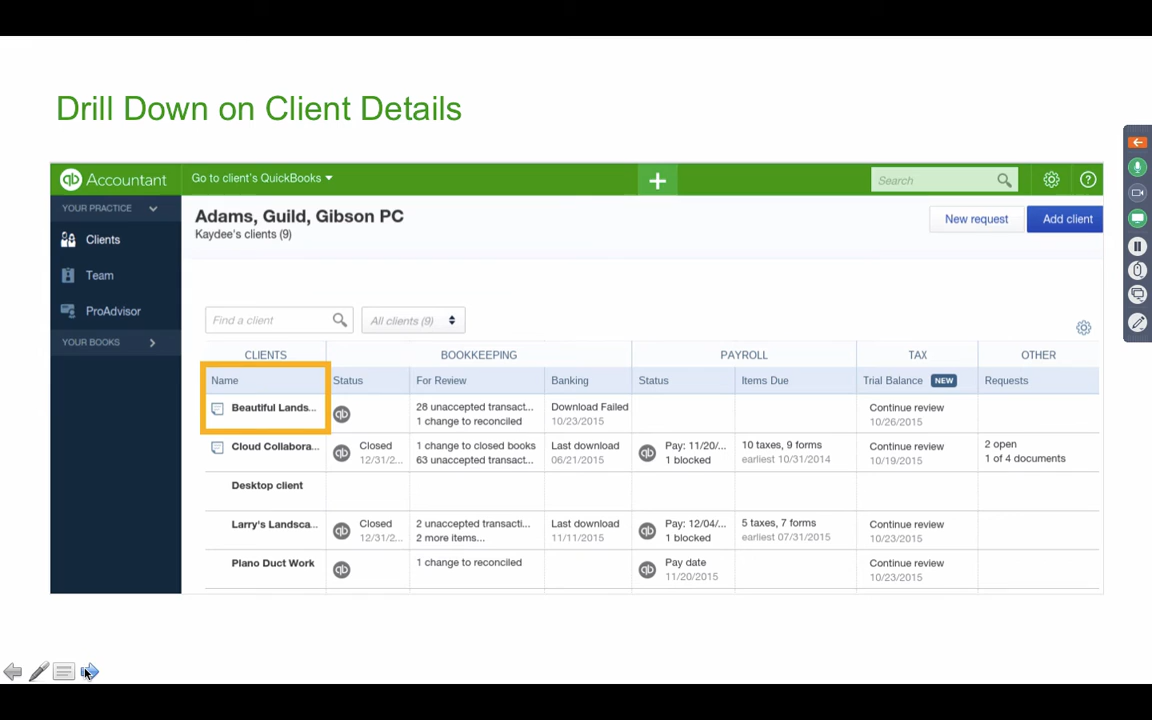 Drill Down on Client Details
qb Accountant
Go to client's QuickBooks
Search
YOUR PRACTICE
Clients
Team
ProAdvisor
YOUR BOOKS
Adams, Guild, Gibson PC
Kaydee's clients (9)
New request
Add client
Find a client
All clients (9)
CLIENTS BOOKKEEPING PAYROLL TAX OTHER
Name Status For Review Banking Status Items Due Trial Balance NEW Requests
Beautiful Lands... qb 28 unaccepted transact... Download Failed Continue review
1 change to reconciled 10/23/2015 10/26/2015
Cloud Collabora... qb Closed 1 change to closed books Last download qb Pay: 11/20/... 10 taxes, 9 forms Continue review 2 open
12/31/2... 63 unaccepted transact... 06/21/2015 1 blocked earliest 10/31/2014 10/19/2015 1 of 4 documents
Desktop client
Larry's Landsca... qb Closed 2 unaccepted transacti... Last download qb Pay: 12/04/... 5 taxes, 7 forms Continue review
12/31/2... 2 more items... 11/11/2015 1 blocked earliest 07/31/2015 10/23/2015
Plano Duct Work qb 1 change to reconciled qb Pay date Continue review
11/20/2015 10/23/2015